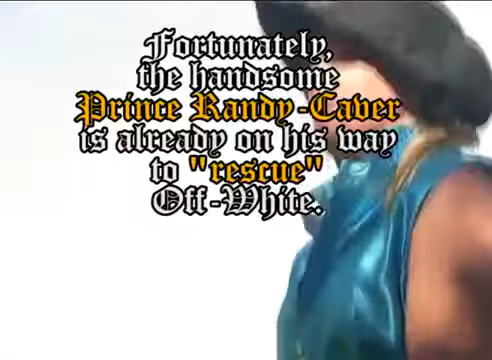 Fortunately,
the handsome
Prince Randy-Caver
is already on his way
to "rescue"
Off-White.